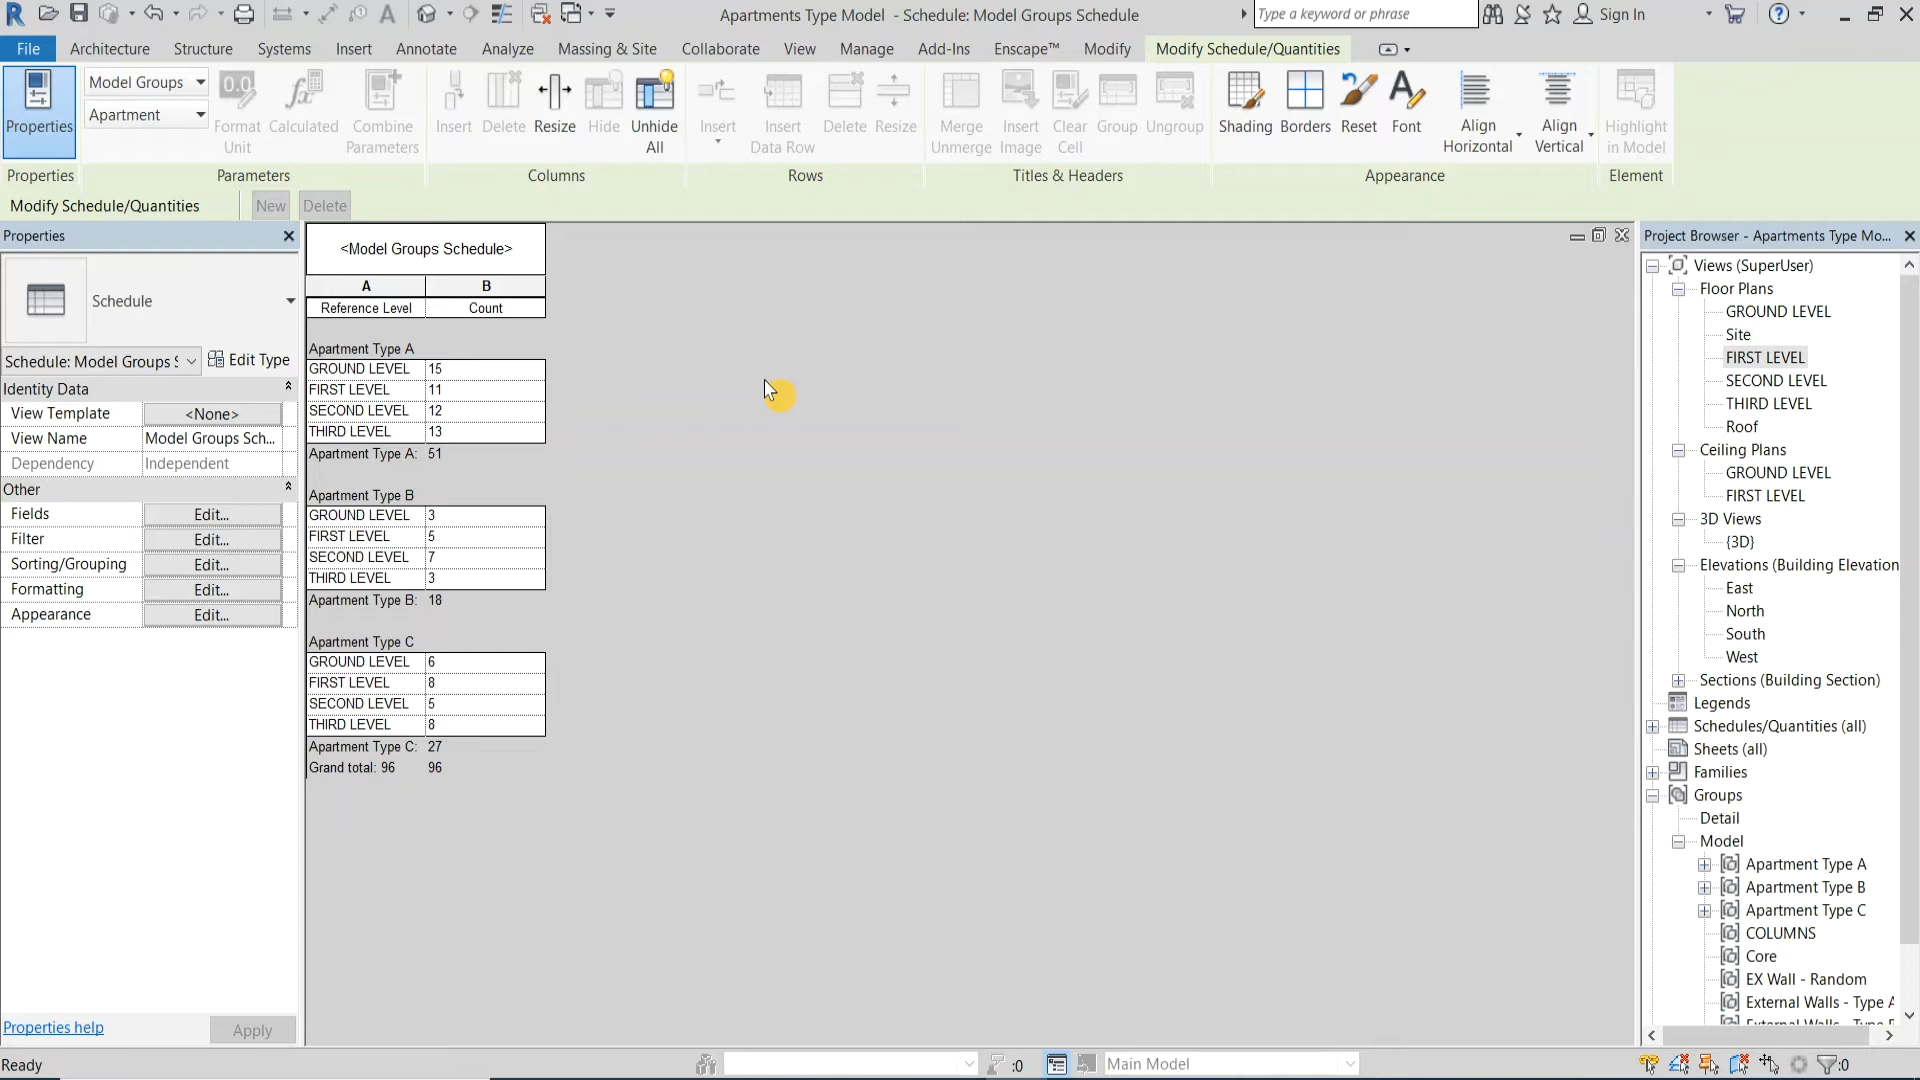 Apartments Type Model - Schedule: Model Groups Schedule
Type a keyword or phrase
Sign In
File Architecture Structure Systems Insert Annotate Analyze Massing & Site Collaborate View Manage Add-Ins Enscape™ Modify Modify Schedule/Quantities
Model Groups
Apartment
Properties
Format Unit
Calculated
Combine Parameters
Insert
Delete
Resize
Hide
Unhide All
Insert
Insert Data Row
Delete
Resize
Merge Unmerge
Insert Image
Clear Cell
Group
Ungroup
Shading
Borders
Reset
Font
Align Horizontal
Align Vertical
Highlight in Model
Properties Parameters Columns Rows Titles & Headers Appearance Element
Modify Schedule/Quantities New Delete
Properties
Schedule
Schedule: Model Groups S Edit Type
Identity Data
View Template <None>
View Name Model Groups Sch...
Dependency Independent
Other
Fields Edit...
Filter Edit...
Sorting/Grouping Edit...
Formatting Edit...
Appearance Edit...
Properties help Apply
<Model Groups Schedule>
A B
Reference Level Count
Apartment Type A
GROUND LEVEL 15
FIRST LEVEL 11
SECOND LEVEL 12
THIRD LEVEL 13
Apartment Type A: 51
Apartment Type B
GROUND LEVEL 3
FIRST LEVEL 5
SECOND LEVEL 7
THIRD LEVEL 3
Apartment Type B: 18
Apartment Type C
GROUND LEVEL 6
FIRST LEVEL 8
SECOND LEVEL 5
THIRD LEVEL 8
Apartment Type C: 27
Grand total: 96 96
Project Browser - Apartments Type Mo...
Views (SuperUser)
Floor Plans
GROUND LEVEL
Site
FIRST LEVEL
SECOND LEVEL
THIRD LEVEL
Roof
Ceiling Plans
GROUND LEVEL
FIRST LEVEL
3D Views
{3D}
Elevations (Building Elevation
East
North
South
West
Sections (Building Section)
Legends
Schedules/Quantities (all)
Sheets (all)
Families
Groups
Detail
Model
Apartment Type A
Apartment Type B
Apartment Type C
COLUMNS
Core
EX Wall - Random
External Walls - Type A
Ready
:0
Main Model
:0